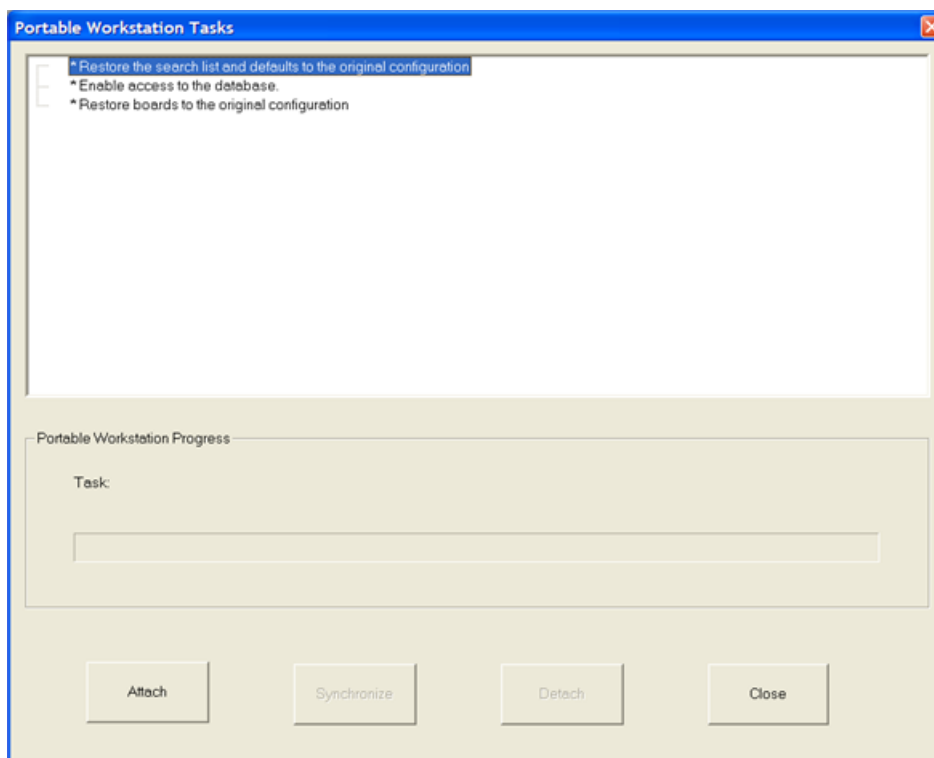 Portable Workstation Tasks
* Restore the search list and defaults to the original configuration
* Enable access to the database.
* Restore boards to the original configuration
Portable Workstation Progress
Task:
Attach
Synchronize
Detach
Close